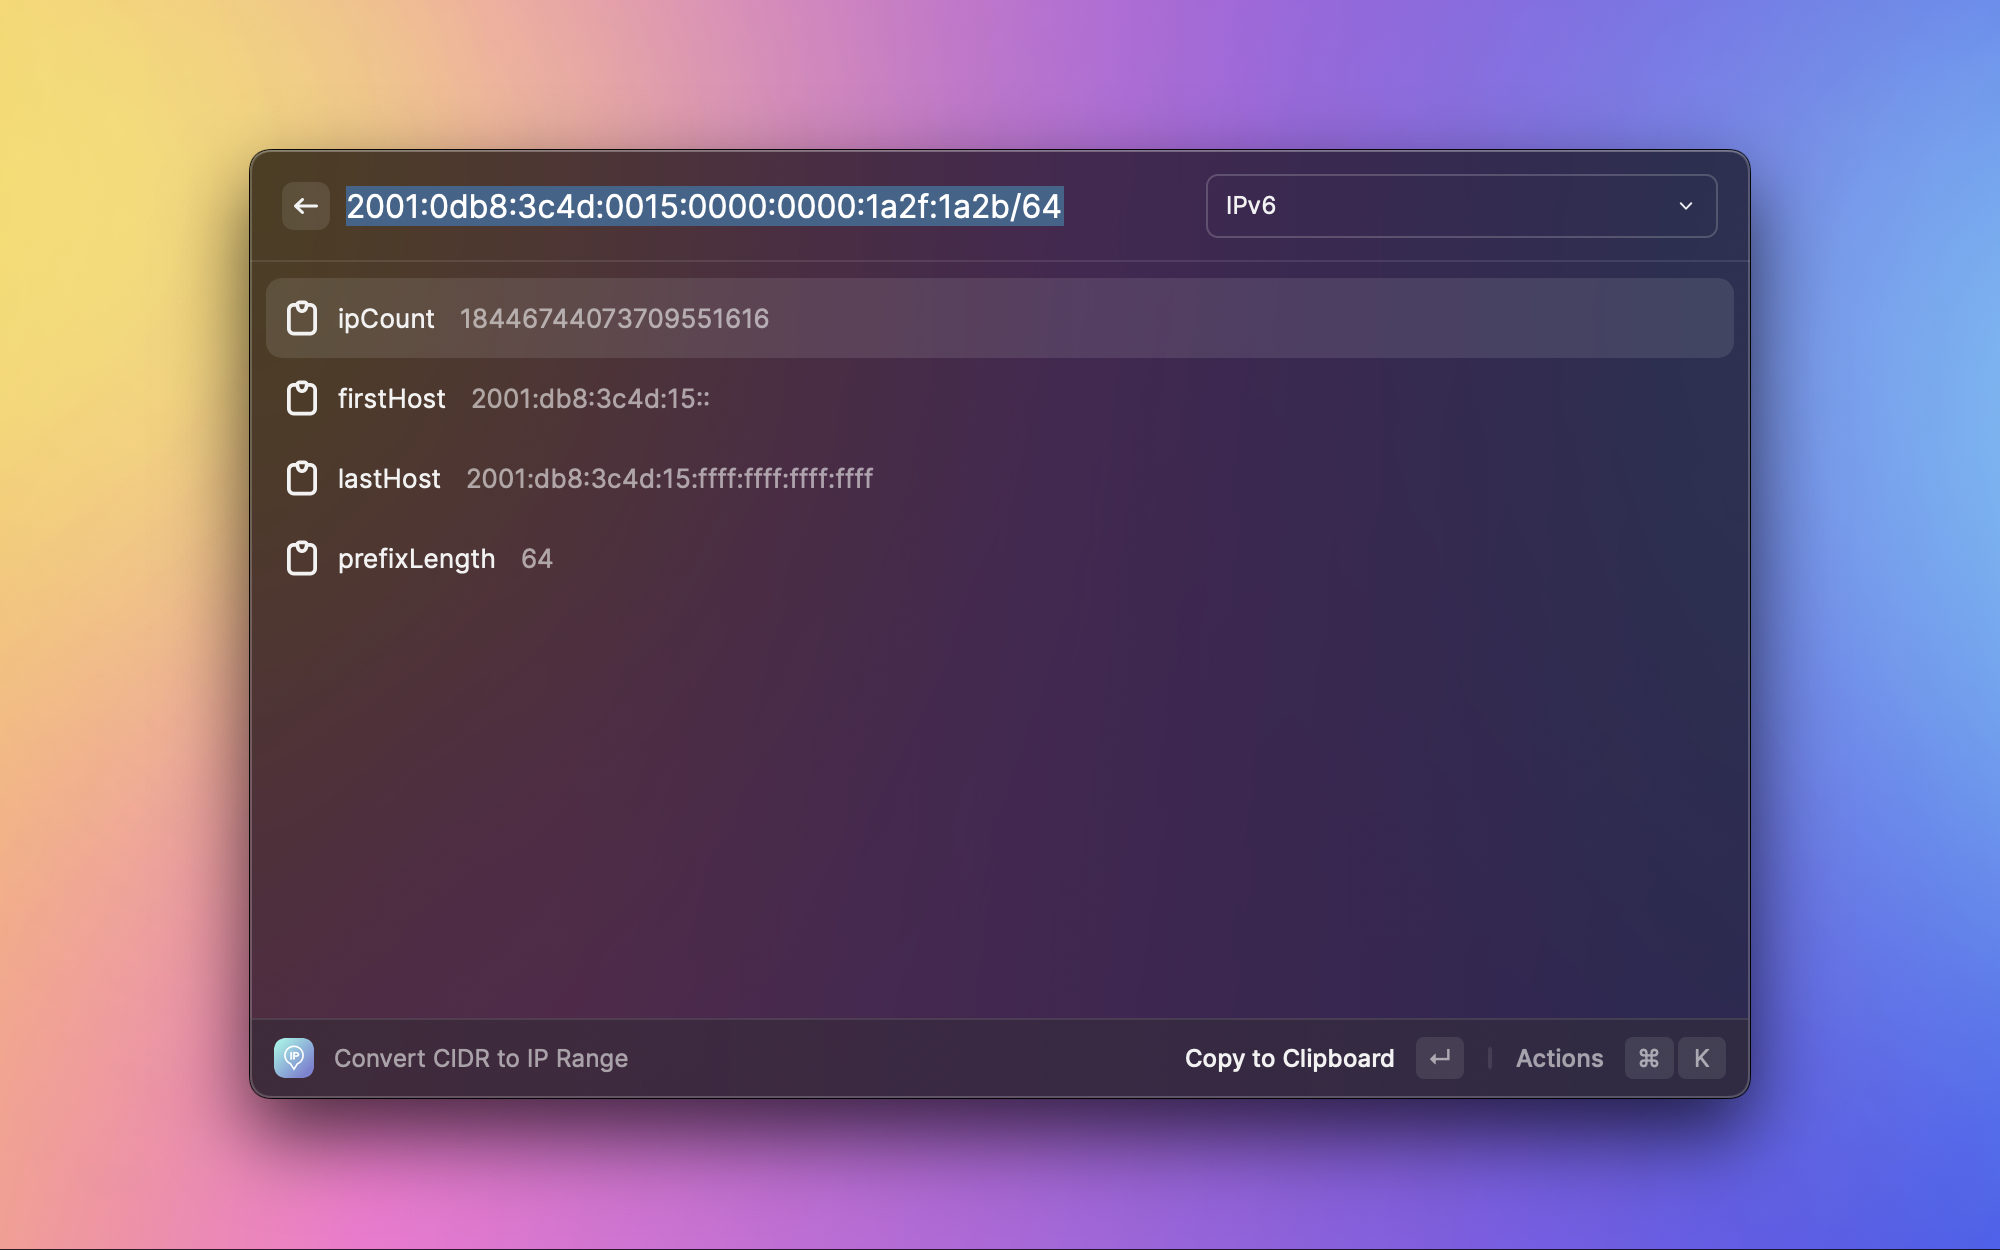 2001:0db8:3c4d:0015:0000:0000:1a2f:1a2b/64 IPv6
ipCount 18446744073709551616
firstHost 2001:db8:3c4d:15::
lastHost 2001:db8:3c4d:15:ffff:ffff:ffff:ffff
prefixLength 64
IP Convert CIDR to IP Range Copy to Clipboard ↵ Actions ⌘ K